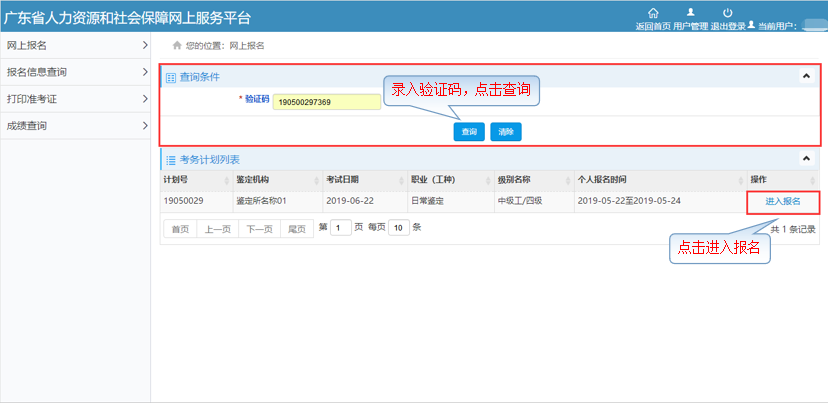 广东省人力资源和社会保障网上服务平台
返回首页 用户管理 退出登录 当前用户：
网上报名
报名信息查询
打印准考证
成绩查询
您的位置：网上报名
查询条件
* 验证码 190500297369
录入验证码，点击查询
查询 清除
考务计划列表
计划号 鉴定机构 考试日期 职业（工种） 级别名称 个人报名时间 操作
19050029 鉴定所名称01 2019-06-22 日常鉴定 中级工/四级 2019-05-22至2019-05-24 进入报名
首页 上一页 下一页 尾页 第 1 页 每页 10 条 共 1 条记录
点击进入报名